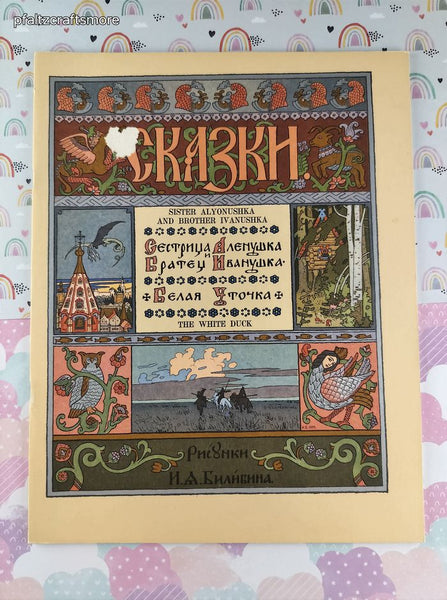 pfaltzcraftsmore
Сказки.
SISTER ALYONUSHKA
AND BROTHER IVANUSHKA
Сестрица Аленушка
и
Братец Иванушка.
Белая Уточка
THE WHITE DUCK
Рисунки
И. Я. Билибина.